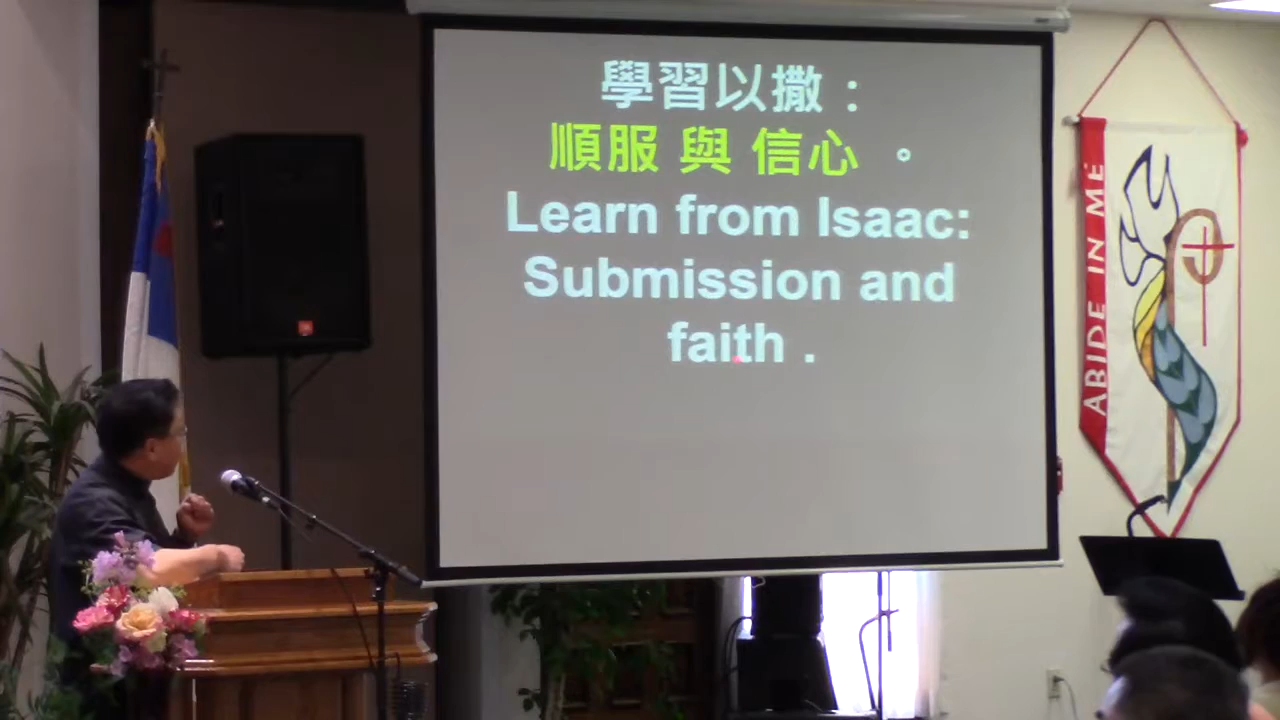 學習以撒：
順服 與 信心 。
Learn from Isaac:
Submission and
faith .
ABIDE IN ME